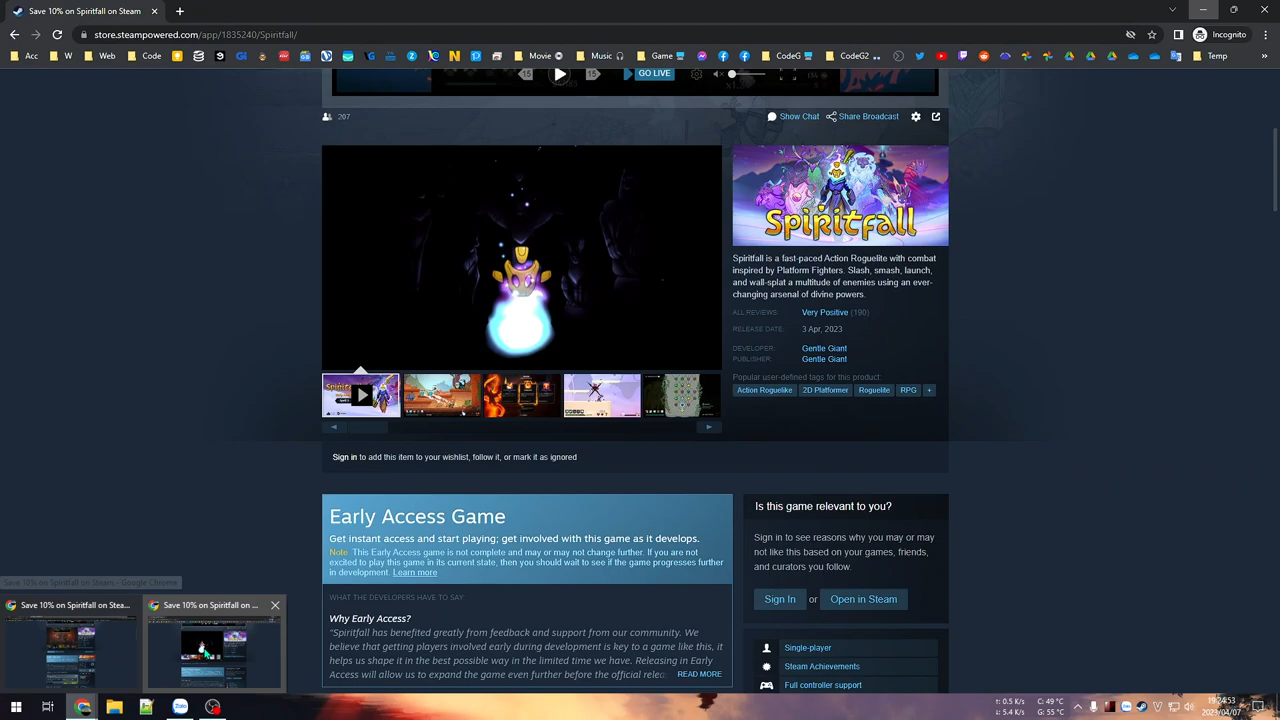 Save 10% on Spiritfall on Steam
store.steampowered.com/app/1835240/Spiritfall/
Incognito
Acc
W
Web
Code
Movie
Music
Game
CodeG
CodeG2
Temp
15
15
GO LIVE
207
Show Chat
Share Broadcast
Spiritfall
Spiritfall is a fast-paced Action Roguelite with combat
inspired by Platform Fighters. Slash, smash, launch,
and wall-splat a multitude of enemies using an ever-
changing arsenal of divine powers.
ALL REVIEWS: Very Positive (190)
RELEASE DATE: 3 Apr, 2023
DEVELOPER: Gentle Giant
PUBLISHER: Gentle Giant
Popular user-defined tags for this product:
Action Roguelike 2D Platformer Roguelite RPG +
Sign in to add this item to your wishlist, follow it, or mark it as ignored
Early Access Game
Get instant access and start playing; get involved with this game as it develops.
Note: This Early Access game is not complete and may or may not change further. If you are not
excited to play this game in its current state, then you should wait to see if the game progresses further
in development. Learn more
WHAT THE DEVELOPERS HAVE TO SAY:
Why Early Access?
"Spiritfall has benefited greatly from feedback and support from our community. We
believe that getting players involved early during development is key to a game like this, it
helps us shape it in the best possible way in the limited time we have. Releasing in Early
Access will allow us to expand the game even further before the official relea
READ MORE
Is this game relevant to you?
Sign in to see reasons why you may or may
not like this based on your games, friends,
and curators you follow.
Sign In or Open in Steam
Single-player
Steam Achievements
Full controller support
Save 10% on Spiritfall on Steam - Google Chrome
Save 10% on Spiritfall on Stea...
Save 10% on Spiritfall on ...
Zalo
t: 0.5 K/s
↓: 5.4 K/s
C: 49 °C
G: 55 °C
19:24:53
2023/04/07